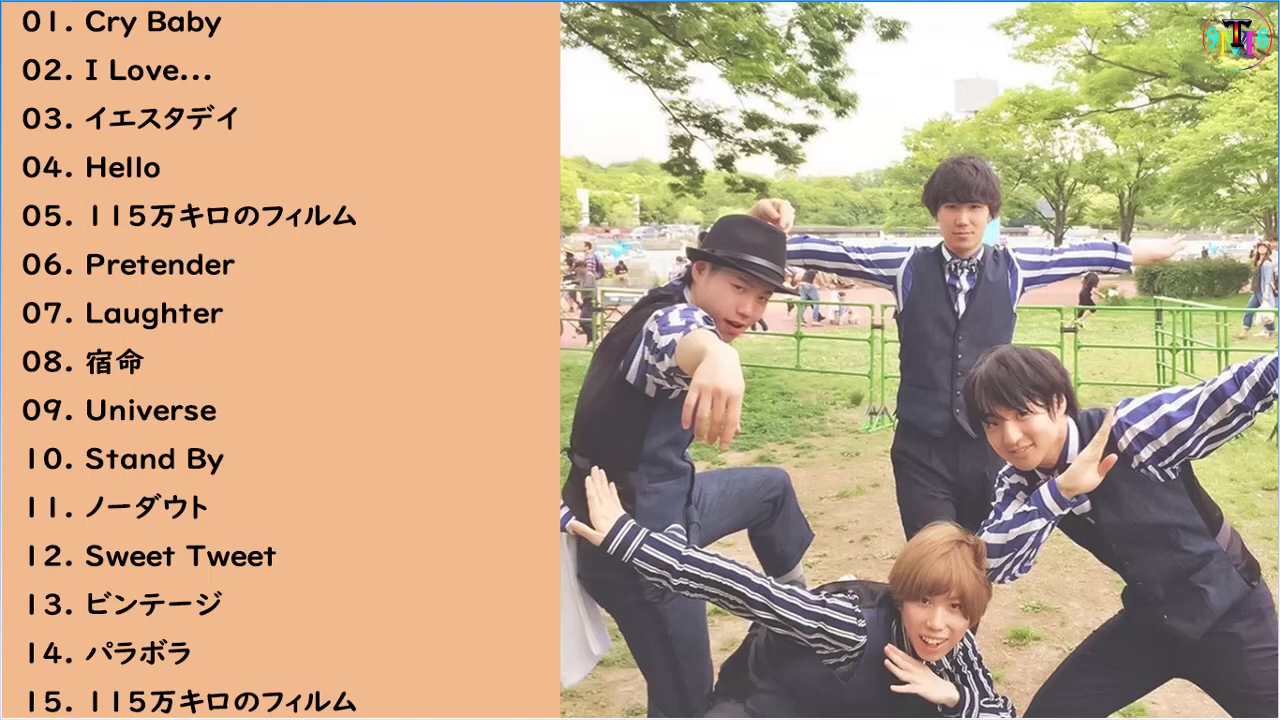 01. Cry Baby
02. I Love...
03. イエスタデイ
04. Hello
05. 115万キロのフィルム
06. Pretender
07. Laughter
08. 宿命
09. Universe
10. Stand By
11. ノーダウト
12. Sweet Tweet
13. ビンテージ
14. パラボラ
15. 115万キロのフィルム